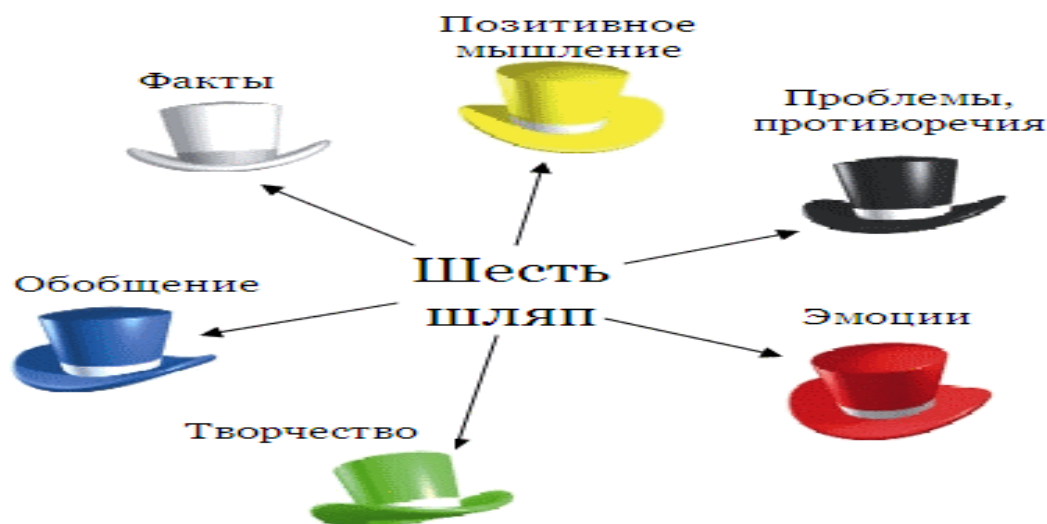 Позитивное
мышление
Факты
Проблемы,
противоречия
Шесть
шляп
Обобщение
Эмоции
Творчество